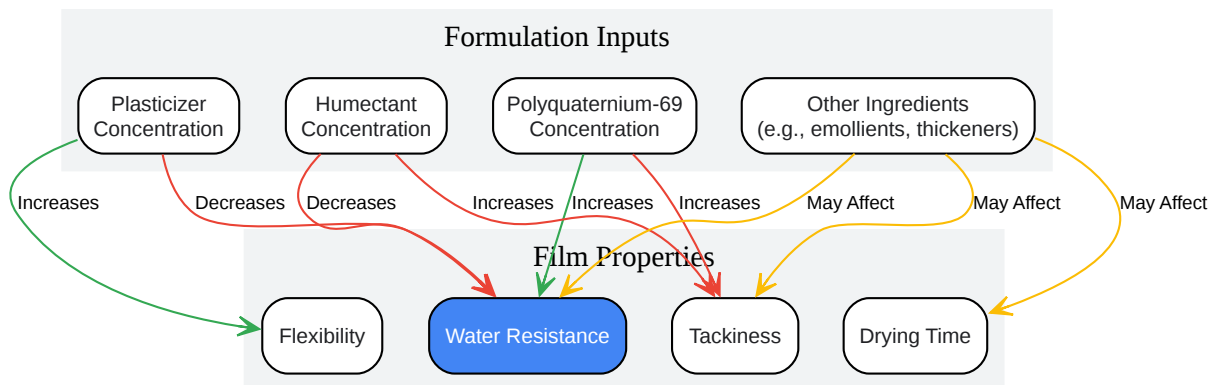 Formulation Inputs
Plasticizer
Concentration
Humectant
Concentration
Polyquaternium-69
Concentration
Other Ingredients
(e.g., emollients, thickeners)
Increases
Decreases
Decreases
Increases
Increases
Increases
May Affect
May Affect
May Affect
Film Properties
Flexibility
Water Resistance
Tackiness
Drying Time